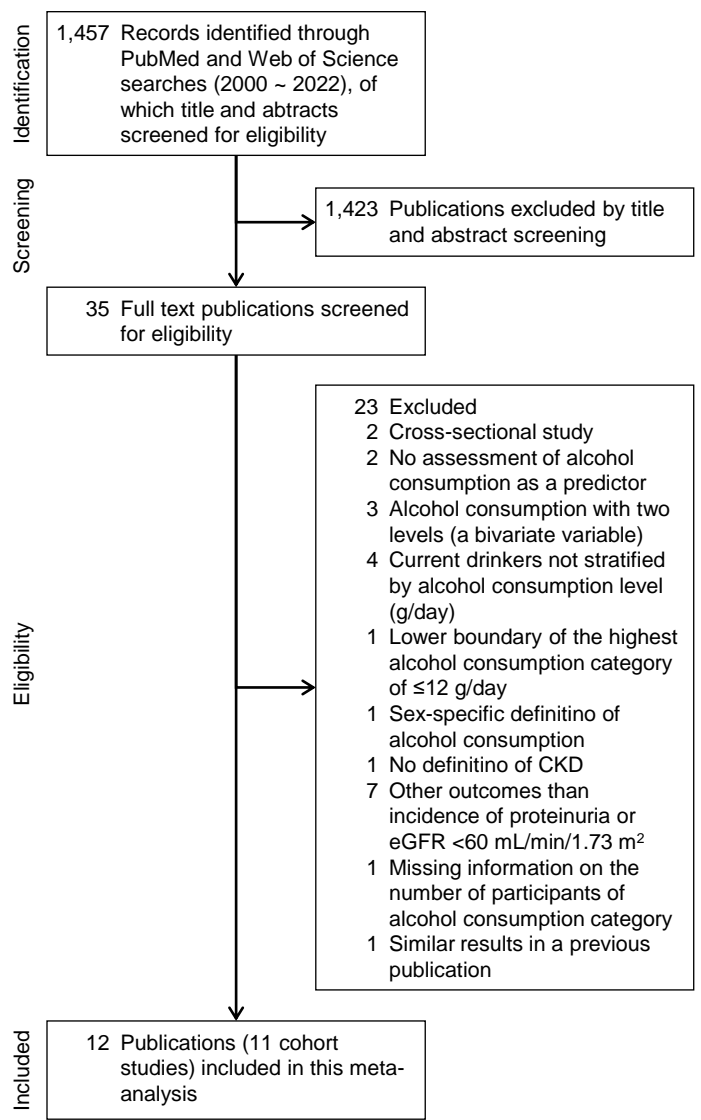 Identification
1,457 Records identified through
PubMed and Web of Science
searches (2000 ~ 2022), of
which title and abtracts
screened for eligibility
Screening
1,423 Publications excluded by title
and abstract screening
35 Full text publications screened
for eligibility
Eligibility
23 Excluded
2 Cross-sectional study
2 No assessment of alcohol
consumption as a predictor
3 Alcohol consumption with two
levels (a bivariate variable)
4 Current drinkers not stratified
by alcohol consumption level
(g/day)
1 Lower boundary of the highest
alcohol consumption category
of ≤12 g/day
1 Sex-specific definitino of
alcohol consumption
1 No definitino of CKD
7 Other outcomes than
incidence of proteinuria or
eGFR <60 mL/min/1.73 m²
1 Missing information on the
number of participants of
alcohol consumption category
1 Similar results in a previous
publication
Included
12 Publications (11 cohort
studies) included in this meta-
analysis